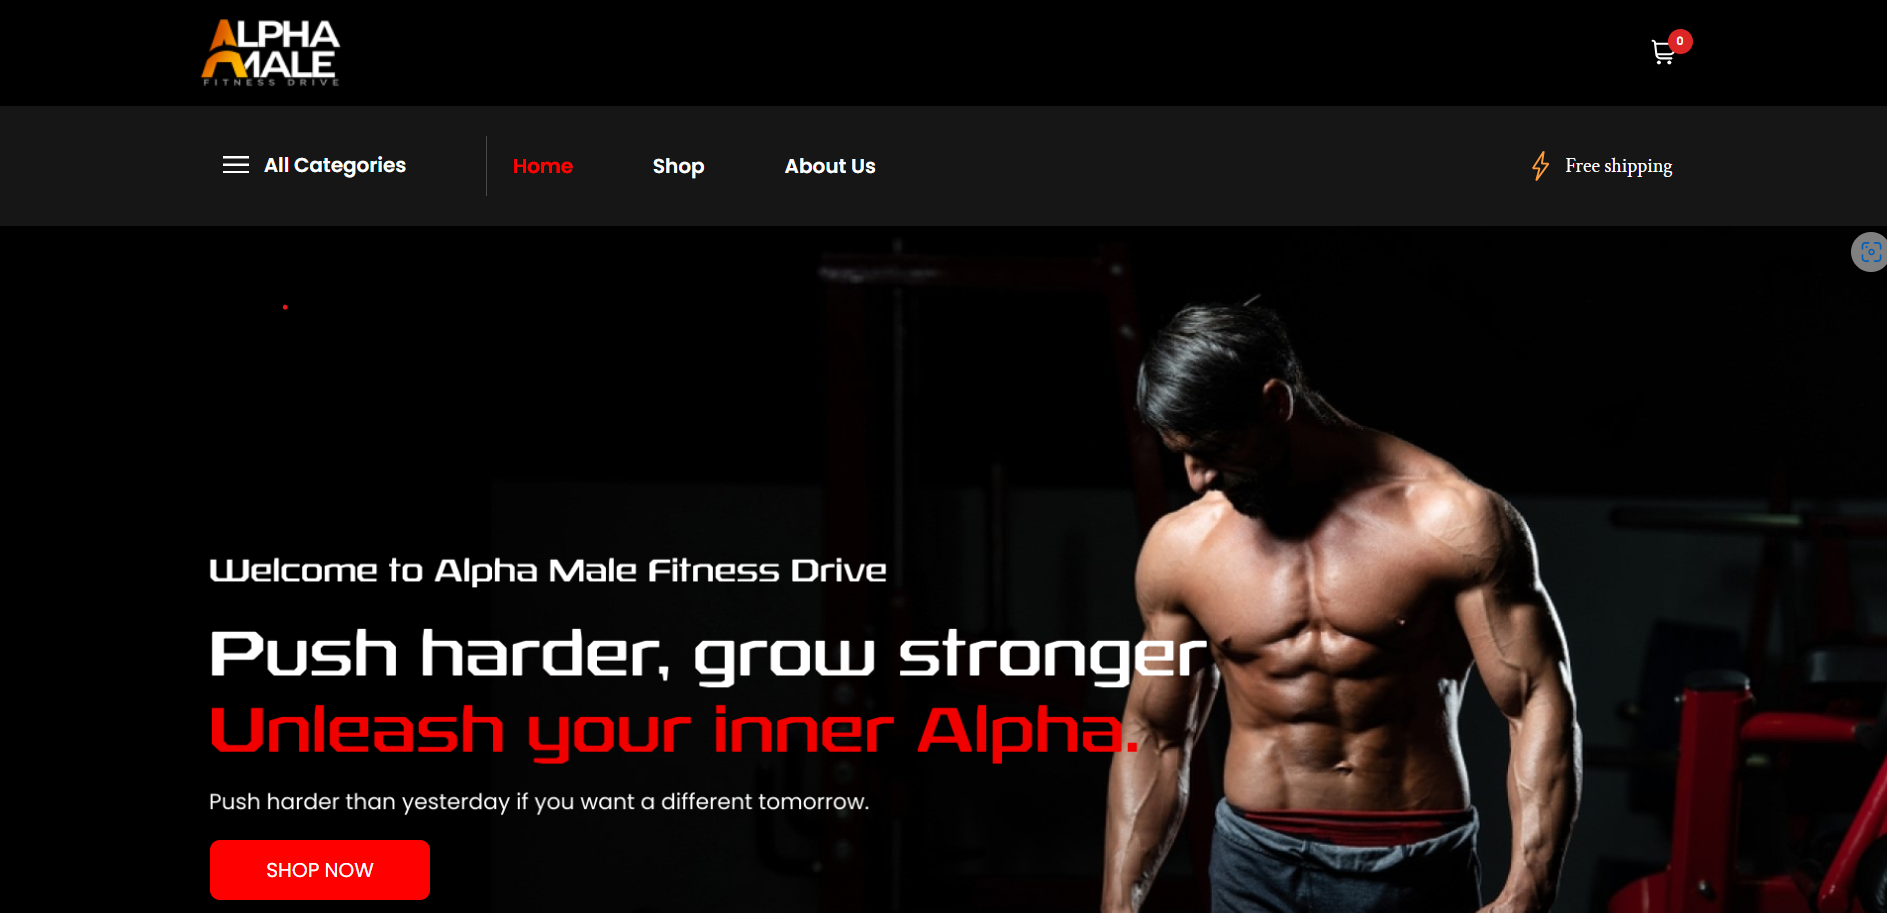 ALPHA
MALE
FITNESS DRIVE
0
All Categories
Home
Shop
About Us
Free shipping
Welcome to Alpha Male Fitness Drive
Push harder, grow stronger
Unleash your inner Alpha.
Push harder than yesterday if you want a different tomorrow.
SHOP NOW